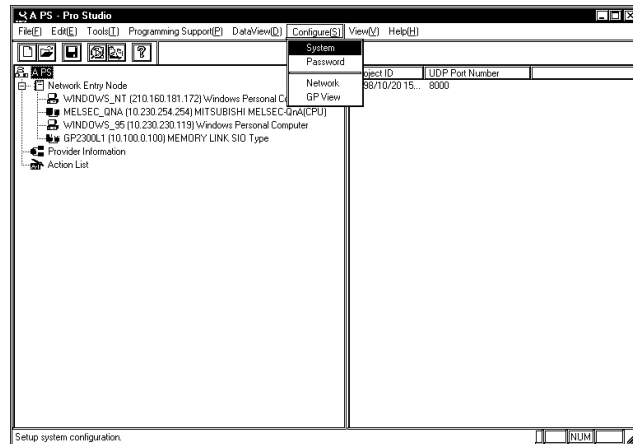 A PS - Pro Studio
File(F) Edit(E) Tools(T) Programming Support(P) DataView(D) Configure(S) View(V) Help(H)
System
Password
Network
GP View
A PS
Network Entry Node
WINDOWS_NT (210.160.181.172) Windows Personal Co
MELSEC_QNA (10.230.254.254) MITSUBISHI MELSEC-QnA(CPU)
WINDOWS_95 (10.230.230.119) Windows Personal Computer
GP2300L1 (10.100.0.100) MEMORY LINK SIO Type
Provider Information
Action List
oject ID UDP Port Number
98/10/20 15... 8000
Setup system configuration.
NUM